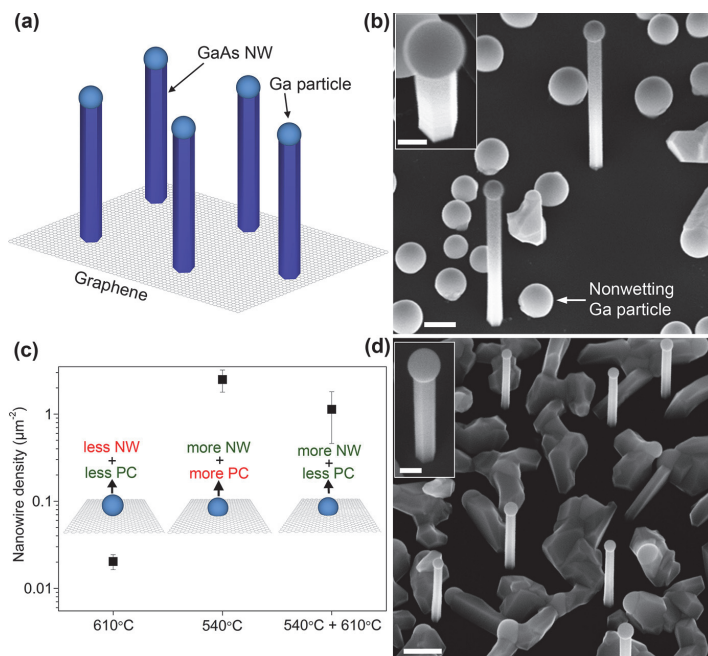 (a)
GaAs NW
Ga particle
Graphene
(b)
Nonwetting
Ga particle
(c)
Nanowire density (µm⁻²)
1
0.1
0.01
less NW
+
less PC
more NW
+
more PC
more NW
+
less PC
610°C
540°C
540°C + 610°C
(d)